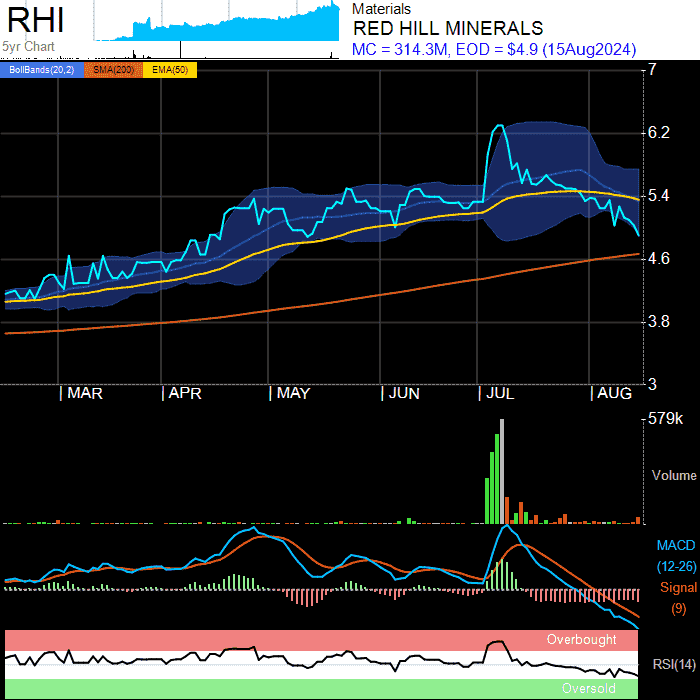 RHI
5yr Chart
Materials
RED HILL MINERALS
MC = 314.3M, EOD = $4.9 (15Aug2024)
BollBands(20,2) SMA(200) EMA(50)
7
6.2
5.4
4.6
3.8
3
| MAR | APR | MAY | JUN | JUL | AUG
579k
Volume
MACD
(12-26)
Signal
(9)
Overbought
RSI(14)
Oversold